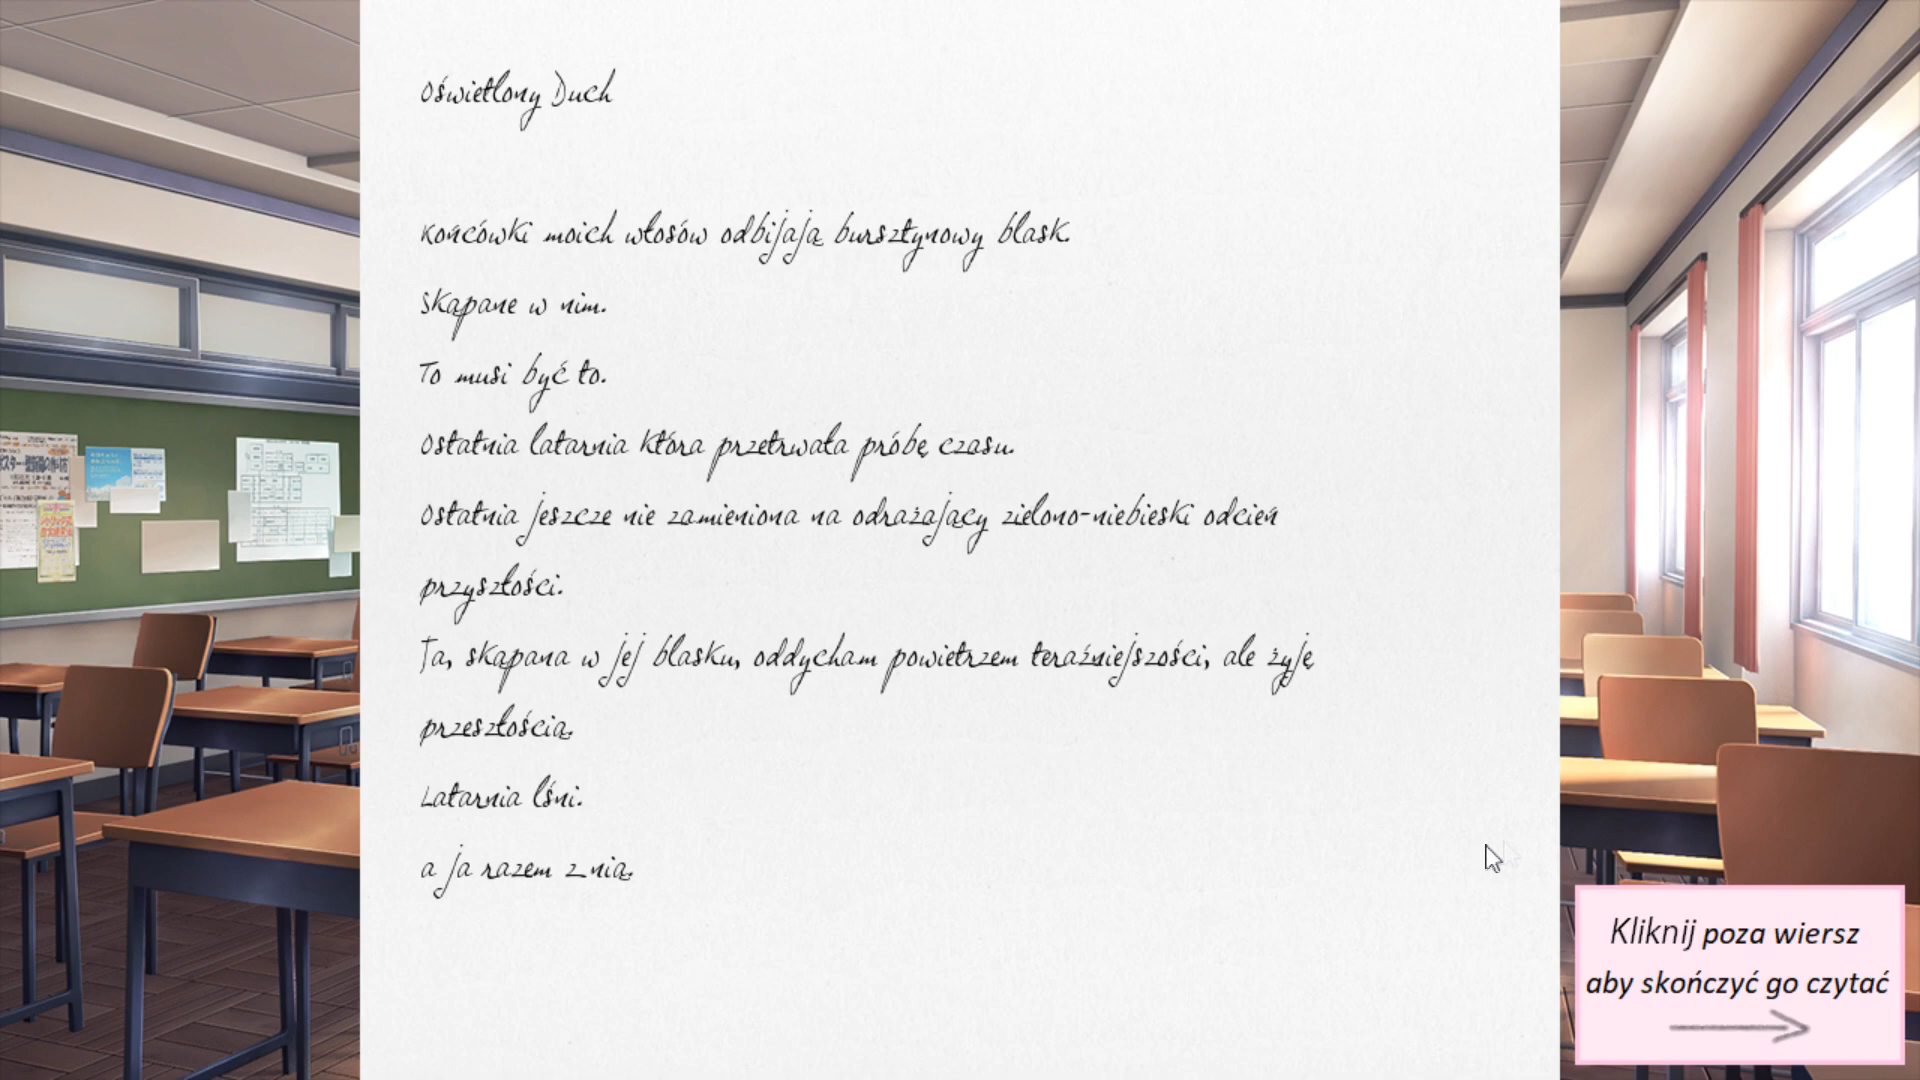 Oświetlony Duch
Końcówki moich włosów odbijają bursztynowy blask.
Skąpane w nim.
To musi być to.
Ostatnia latarnia która przetrwała próbę czasu.
Ostatnia jeszcze nie zamieniona na odrażający zielono-niebieski odcień
przyszłości.
Ja, skąpana w jej blasku, oddycham powietrzem teraźniejszości, ale żyję
przeszłością.
Latarnia lśni.
a ja razem z nią.
Kliknij poza wiersz
aby skończyć go czytać